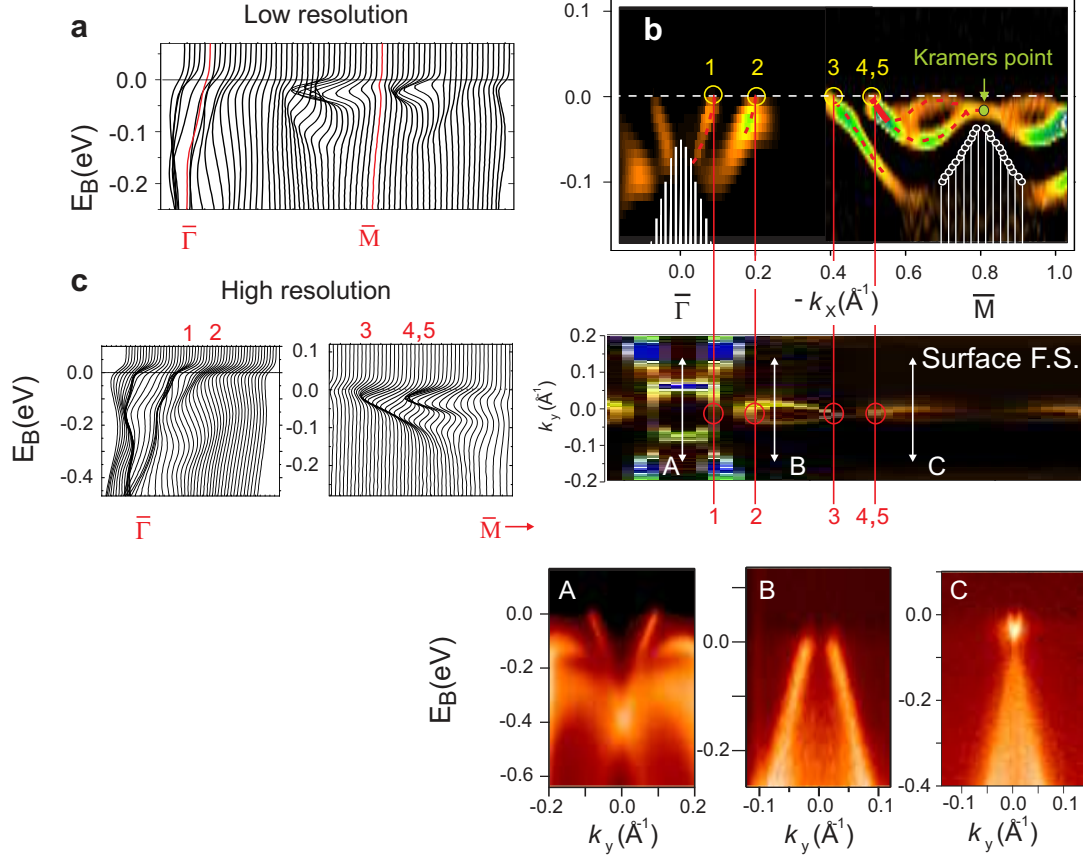 Low resolution
a
E_B(eV)
0.0
-0.1
-0.2
Γ̅
M̅
b
0.1
0.0
-0.1
1
2
3
4,5
Kramers point
0.0
0.2
0.4
0.6
0.8
1.0
Γ̅
- k_x(Å⁻¹)
M̅
c
High resolution
1
2
3
4,5
E_B(eV)
0.0
-0.2
-0.4
0.1
0.0
-0.1
-0.2
Γ̅
M̅
k_y(Å⁻¹)
0.2
0.1
0.0
-0.1
-0.2
Surface F.S.
A
B
C
1
2
3
4,5
A
E_B(eV)
0.0
-0.2
-0.4
-0.6
-0.2
0.0
0.2
k_y(Å⁻¹)
B
0.0
-0.2
-0.1
0.0
0.1
k_y(Å⁻¹)
C
0.0
-0.2
-0.4
-0.1
0.0
0.1
k_y(Å⁻¹)